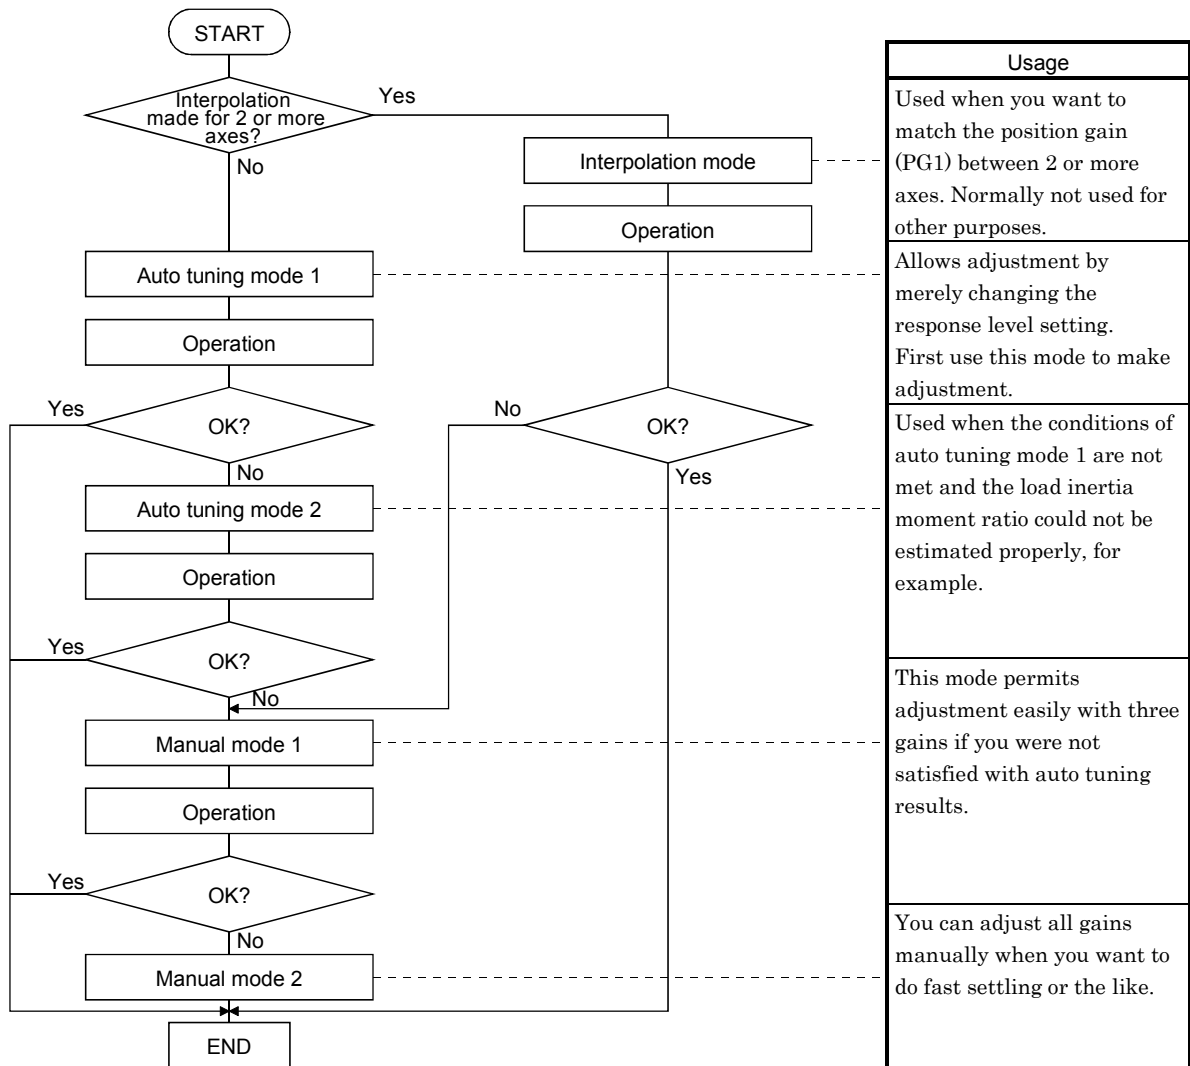 START
Interpolation
made for 2 or more
axes?
Yes
No
Interpolation mode
Operation
Auto tuning mode 1
Operation
Yes
OK?
No
No
OK?
Yes
Auto tuning mode 2
Operation
Yes
OK?
No
Manual mode 1
Operation
Yes
OK?
No
Manual mode 2
END
Usage
Used when you want to
match the position gain
(PG1) between 2 or more
axes. Normally not used for
other purposes.
Allows adjustment by
merely changing the
response level setting.
First use this mode to make
adjustment.
Used when the conditions of
auto tuning mode 1 are not
met and the load inertia
moment ratio could not be
estimated properly, for
example.
This mode permits
adjustment easily with three
gains if you were not
satisfied with auto tuning
results.
You can adjust all gains
manually when you want to
do fast settling or the like.